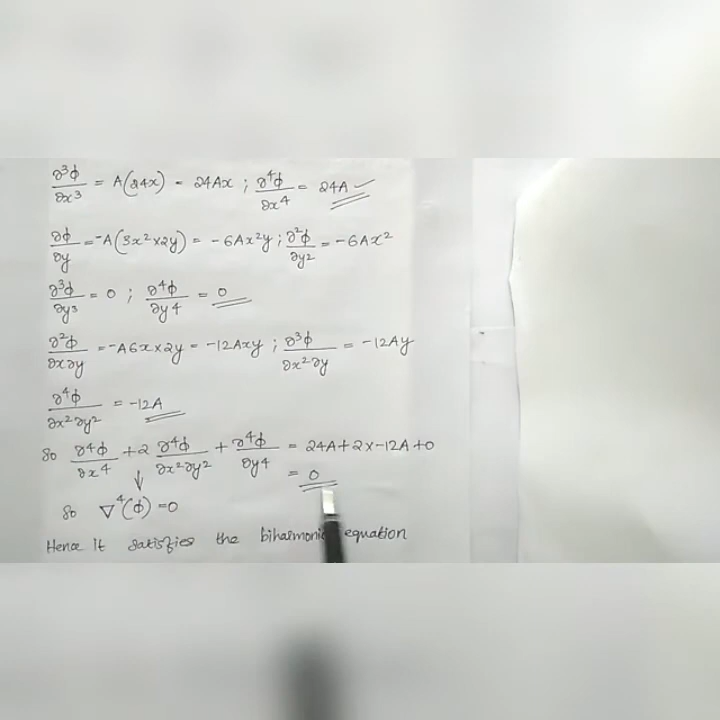 ∂³ϕ/∂x³ = A(24x) = 24Ax ; ∂⁴ϕ/∂x⁴ = 24A ✓
∂ϕ/∂y = -A(3x²×2y) = -6Ax²y ; ∂²ϕ/∂y² = -6Ax²
∂³ϕ/∂y³ = 0 ; ∂⁴ϕ/∂y⁴ = 0
∂²ϕ/∂x∂y = -A6x×2y = -12Axy ; ∂³ϕ/∂x²∂y = -12Ay
∂⁴ϕ/∂x²∂y² = -12A
So ∂⁴ϕ/∂x⁴ + 2 ∂⁴ϕ/∂x²∂y² + ∂⁴ϕ/∂y⁴ = 24A+2x-12A+0
= 0
So ∇⁴(ϕ) = 0
Hence It satisfies the biharmonic equation